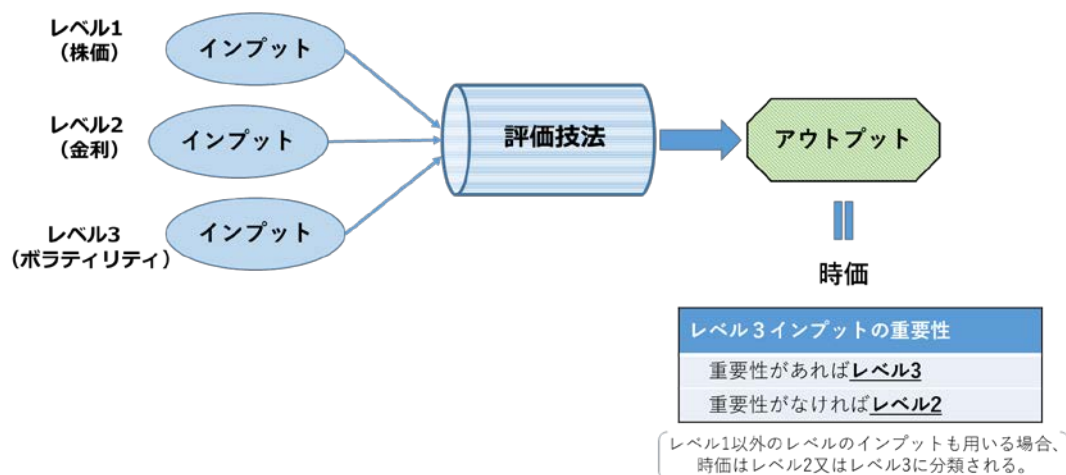 レベル1
（株価）
インプット
レベル2
（金利）
インプット
レベル3
（ボラティリティ）
インプット
評価技法
アウトプット
時価
レベル３インプットの重要性
重要性があればレベル3
重要性がなければレベル2
レベル1以外のレベルのインプットも用いる場合、
時価はレベル2又はレベル3に分類される。